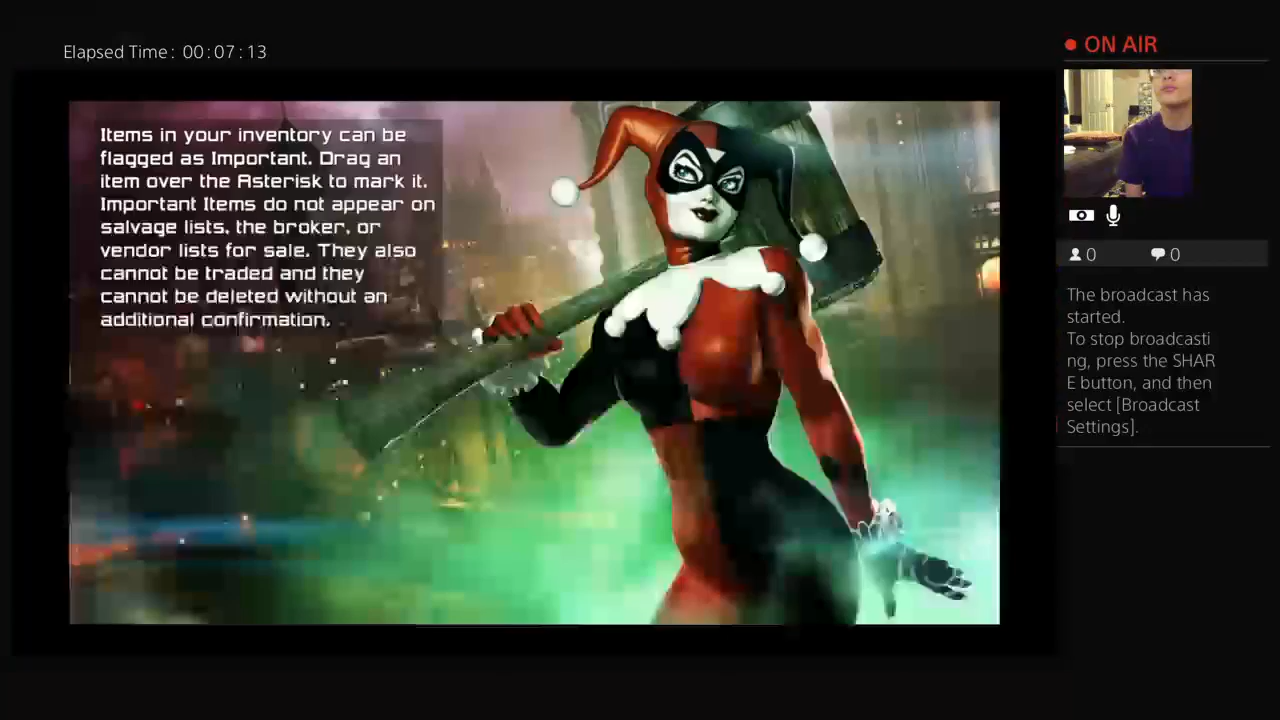 Elapsed Time: 00:07:13
ON AIR
Items in your inventory can be
flagged as Important. Drag an
item over the Asterisk to mark it.
Important Items do not appear on
salvage lists, the broker, or
vendor lists for sale. They also
cannot be traded and they
cannot be deleted without an
additional confirmation.
0 0
The broadcast has
started.
To stop broadcasti
ng, press the SHAR
E button, and then
select [Broadcast
Settings].